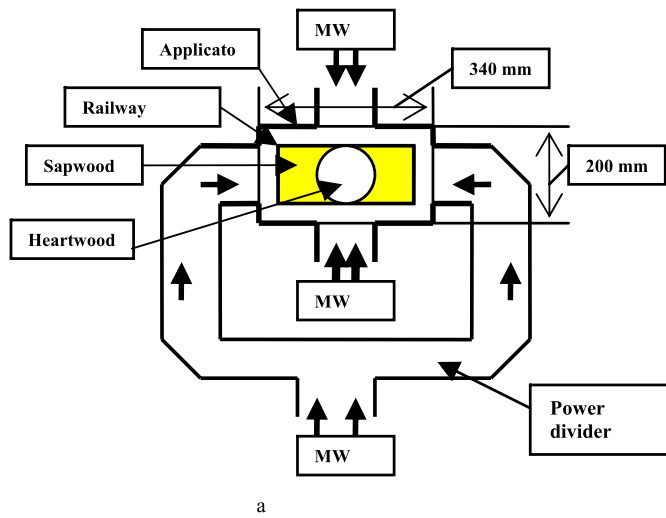 MW
Applicato
340 mm
Railway
Sapwood
200 mm
Heartwood
MW
Power
divider
MW
a